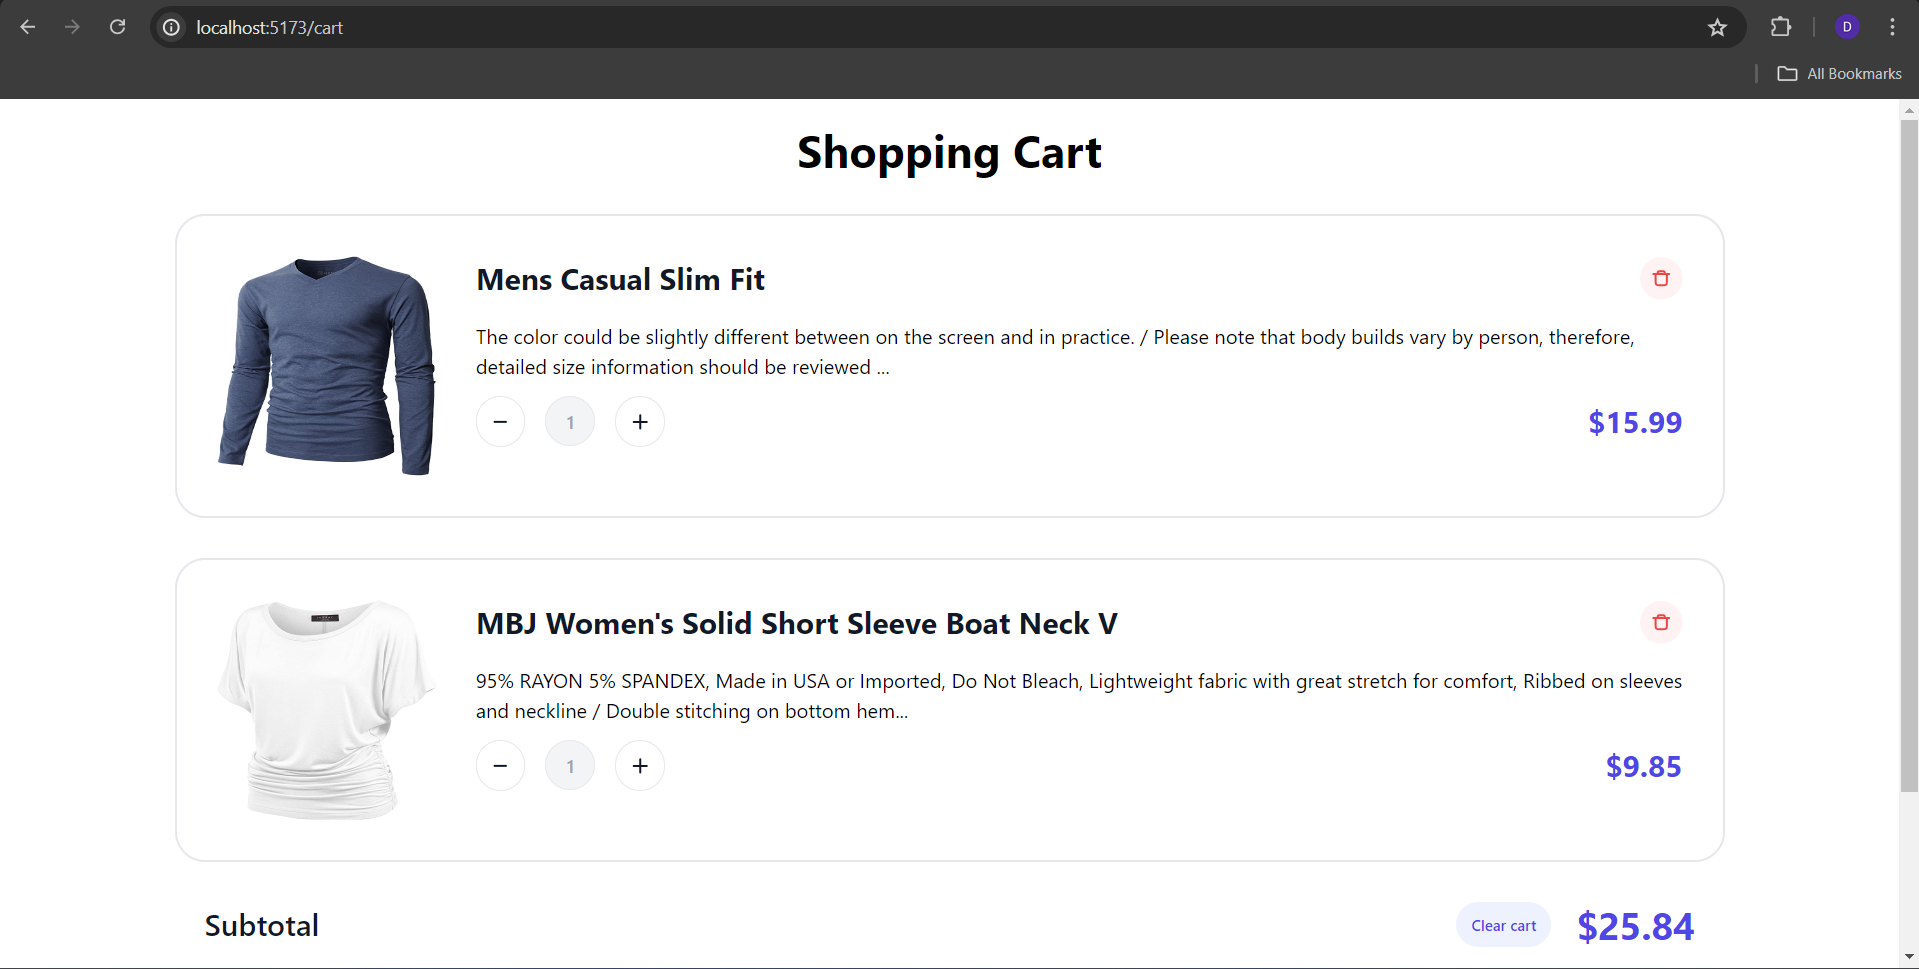 localhost:5173/cart
D
All Bookmarks
Shopping Cart
Mens Casual Slim Fit
The color could be slightly different between on the screen and in practice. / Please note that body builds vary by person, therefore,
detailed size information should be reviewed ...
1
$15.99
MBJ Women's Solid Short Sleeve Boat Neck V
95% RAYON 5% SPANDEX, Made in USA or Imported, Do Not Bleach, Lightweight fabric with great stretch for comfort, Ribbed on sleeves
and neckline / Double stitching on bottom hem...
1
$9.85
Subtotal
Clear cart
$25.84